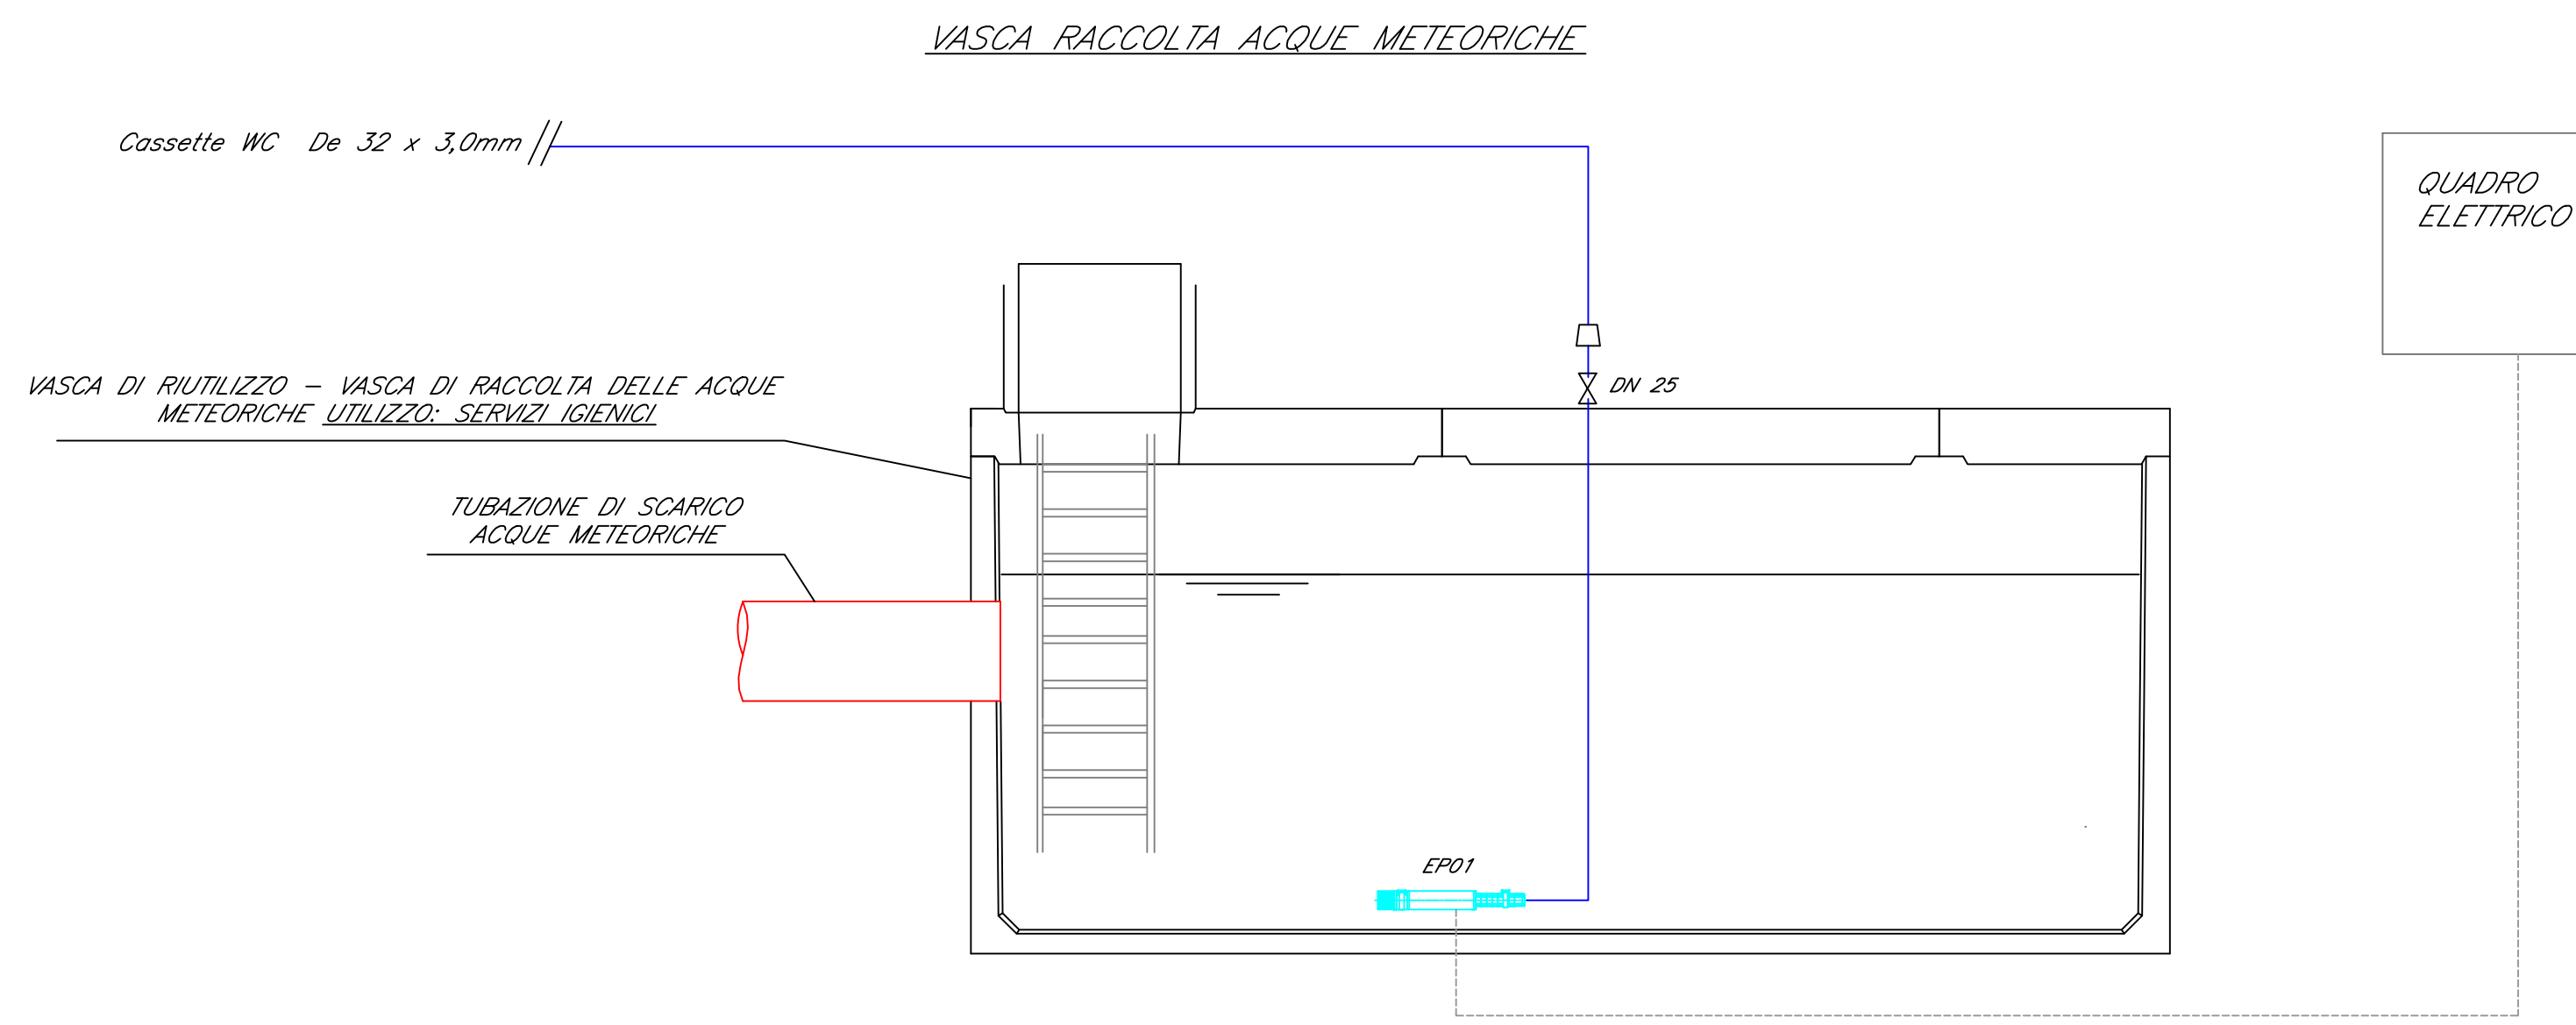 VASCA RACCOLTA ACQUE METEORICHE
Cassette WC De 32 x 3,0mm
QUADRO
ELETTRICO
DN 25
VASCA DI RIUTILIZZO – VASCA DI RACCOLTA DELLE ACQUE
METEORICHE UTILIZZO: SERVIZI IGIENICI
TUBAZIONE DI SCARICO
ACQUE METEORICHE
EP01